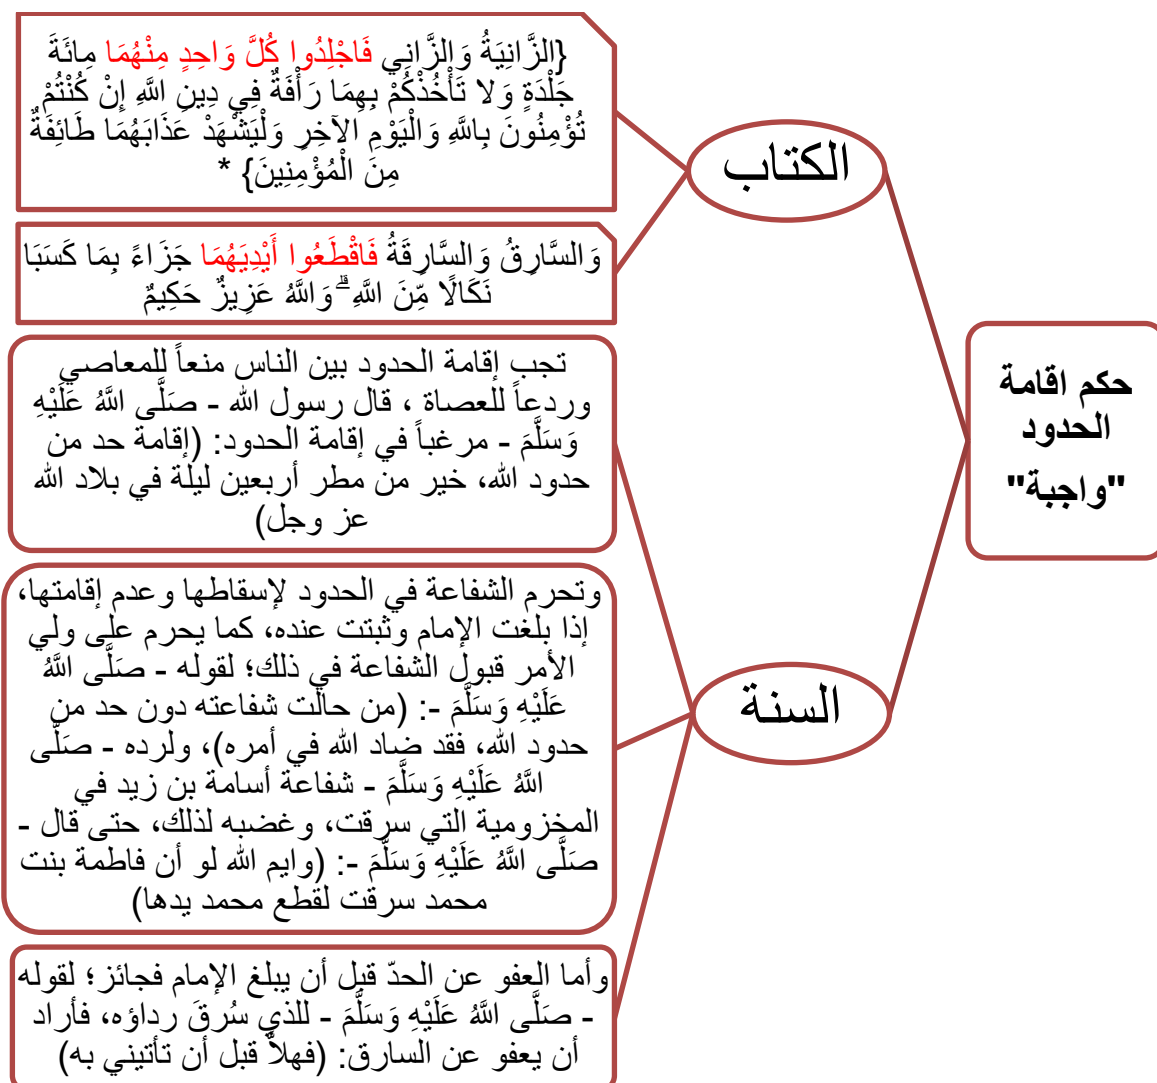 حكم اقامة
الحدود
"واجبة"
الكتاب
{الزَّانِيَةُ وَالزَّانِي فَاجْلِدُوا كُلَّ وَاحِدٍ مِنْهُمَا مِائَةَ
جَلْدَةٍ وَلا تَأْخُذْكُمْ بِهِمَا رَأْفَةٌ فِي دِينِ اللَّهِ إِنْ كُنْتُمْ
تُؤْمِنُونَ بِاللَّهِ وَالْيَوْمِ الآخِرِ وَلْيَشْهَدْ عَذَابَهُمَا طَائِفَةٌ
مِنَ الْمُؤْمِنِينَ} *
وَالسَّارِقُ وَالسَّارِقَةُ فَاقْطَعُوا أَيْدِيَهُمَا جَزَاءً بِمَا كَسَبَا
نَكَالًا مِّنَ اللَّهِ ۗ وَاللَّهُ عَزِيزٌ حَكِيمٌ
السنة
تجب إقامة الحدود بين الناس منعاً للمعاصي
وردعاً للعصاة ، قال رسول الله - صَلَّى اللَّهُ عَلَيْهِ
وَسَلَّمَ - مرغباً في إقامة الحدود: (إقامة حد من
حدود الله، خير من مطر أربعين ليلة في بلاد الله
عز وجل)
وتحرم الشفاعة في الحدود لإسقاطها وعدم إقامتها،
إذا بلغت الإمام وثبتت عنده، كما يحرم على ولي
الأمر قبول الشفاعة في ذلك؛ لقوله - صَلَّى اللَّهُ
عَلَيْهِ وَسَلَّمَ -: (من حالت شفاعته دون حد من
حدود الله، فقد ضاد الله في أمره)، ولرده - صَلَّى
اللَّهُ عَلَيْهِ وَسَلَّمَ - شفاعة أسامة بن زيد في
المخزومية التي سرقت، وغضبه لذلك، حتى قال -
صَلَّى اللَّهُ عَلَيْهِ وَسَلَّمَ -: (وايم الله لو أن فاطمة بنت
محمد سرقت لقطع محمد يدها)
وأما العفو عن الحدّ قبل أن يبلغ الإمام فجائز؛ لقوله
- صَلَّى اللَّهُ عَلَيْهِ وَسَلَّمَ - للذي سُرقَ رداؤه، فأراد
أن يعفو عن السارق: (فهلاَّ قبل أن تأتيني به)